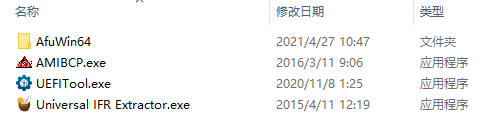 名称 修改日期 类型
AfuWin64 2021/4/27 10:47 文件夹
AMIBCP.exe 2016/3/11 9:06 应用程序
UEFITool.exe 2020/11/8 1:25 应用程序
Universal IFR Extractor.exe 2015/4/11 12:19 应用程序